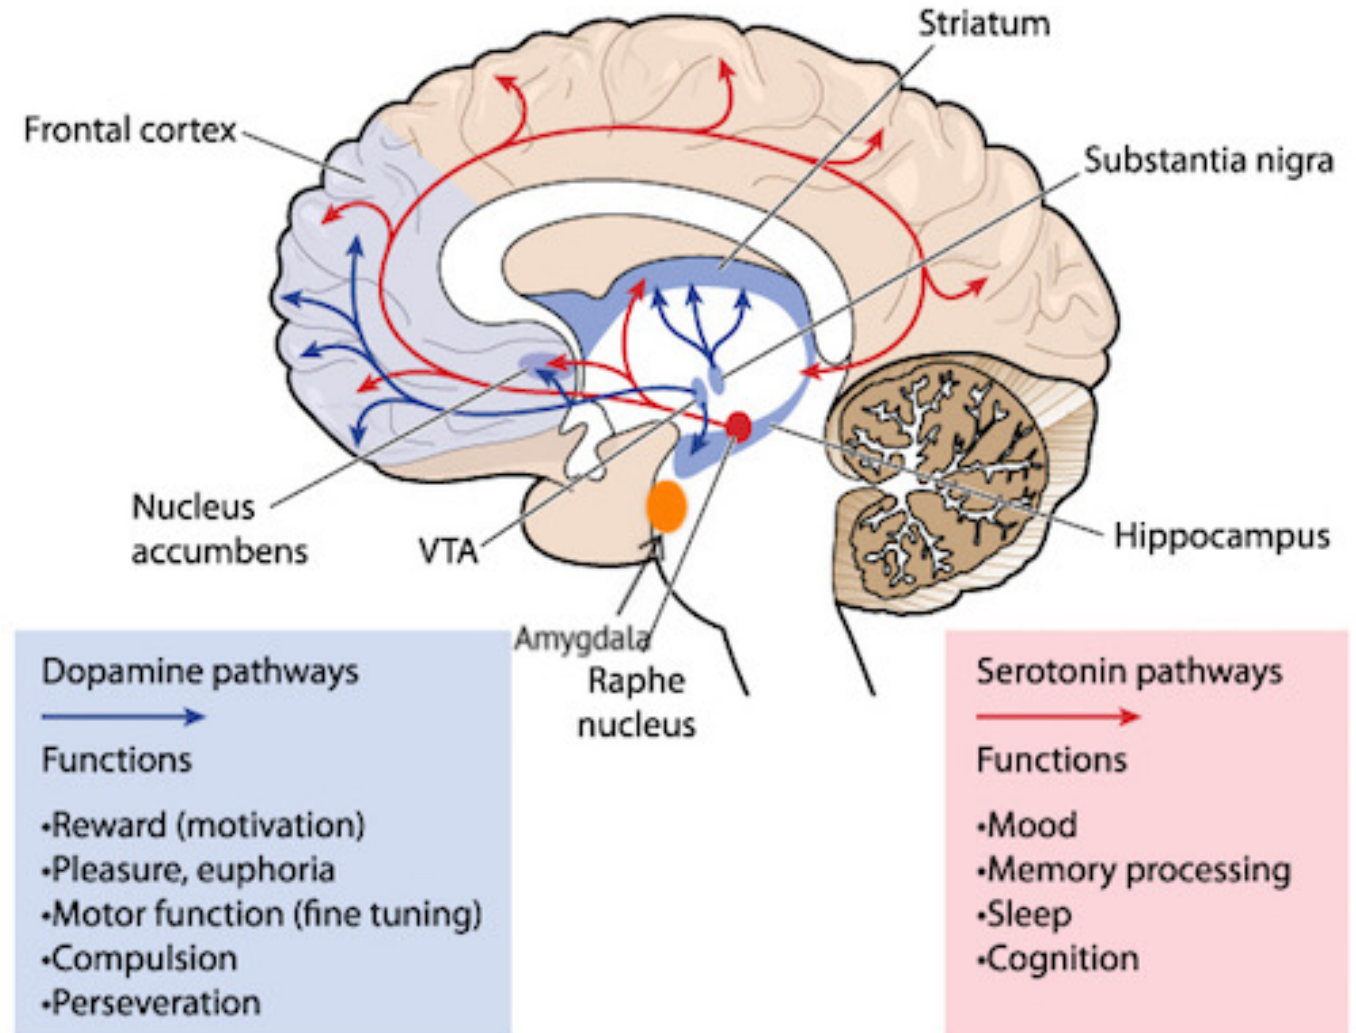 Striatum
Frontal cortex
Substantia nigra
Nucleus
accumbens
VTA
Hippocampus
Amygdala
Raphe
nucleus
Dopamine pathways
Functions
•Reward (motivation)
•Pleasure, euphoria
•Motor function (fine tuning)
•Compulsion
•Perseveration
Serotonin pathways
Functions
•Mood
•Memory processing
•Sleep
•Cognition